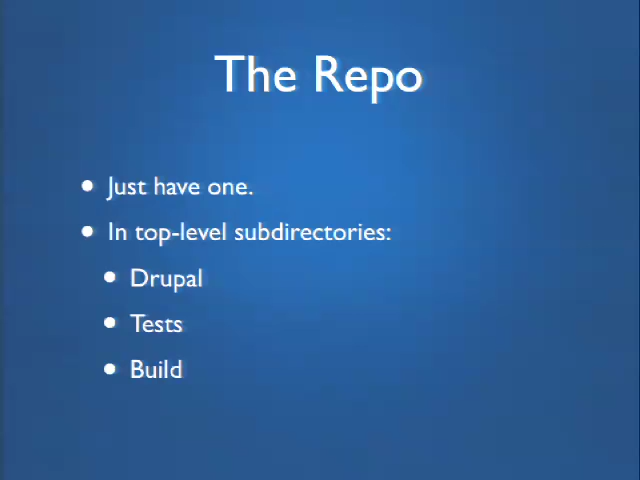 The Repo
• Just have one.
• In top-level subdirectories:
• Drupal
• Tests
• Build